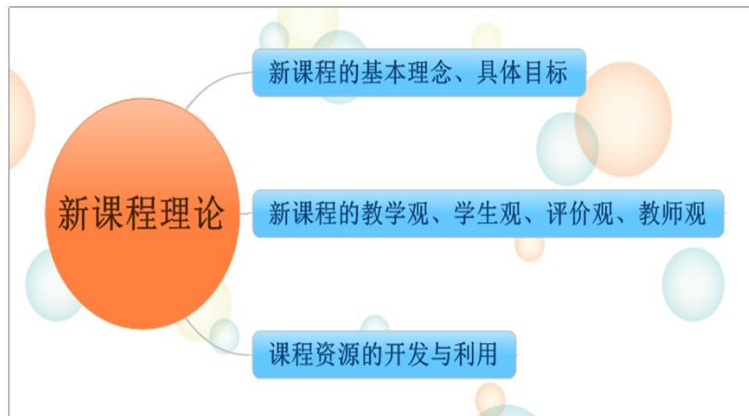 新课程的基本理念、具体目标
新课程理论
新课程的教学观、学生观、评价观、教师观
课程资源的开发与利用